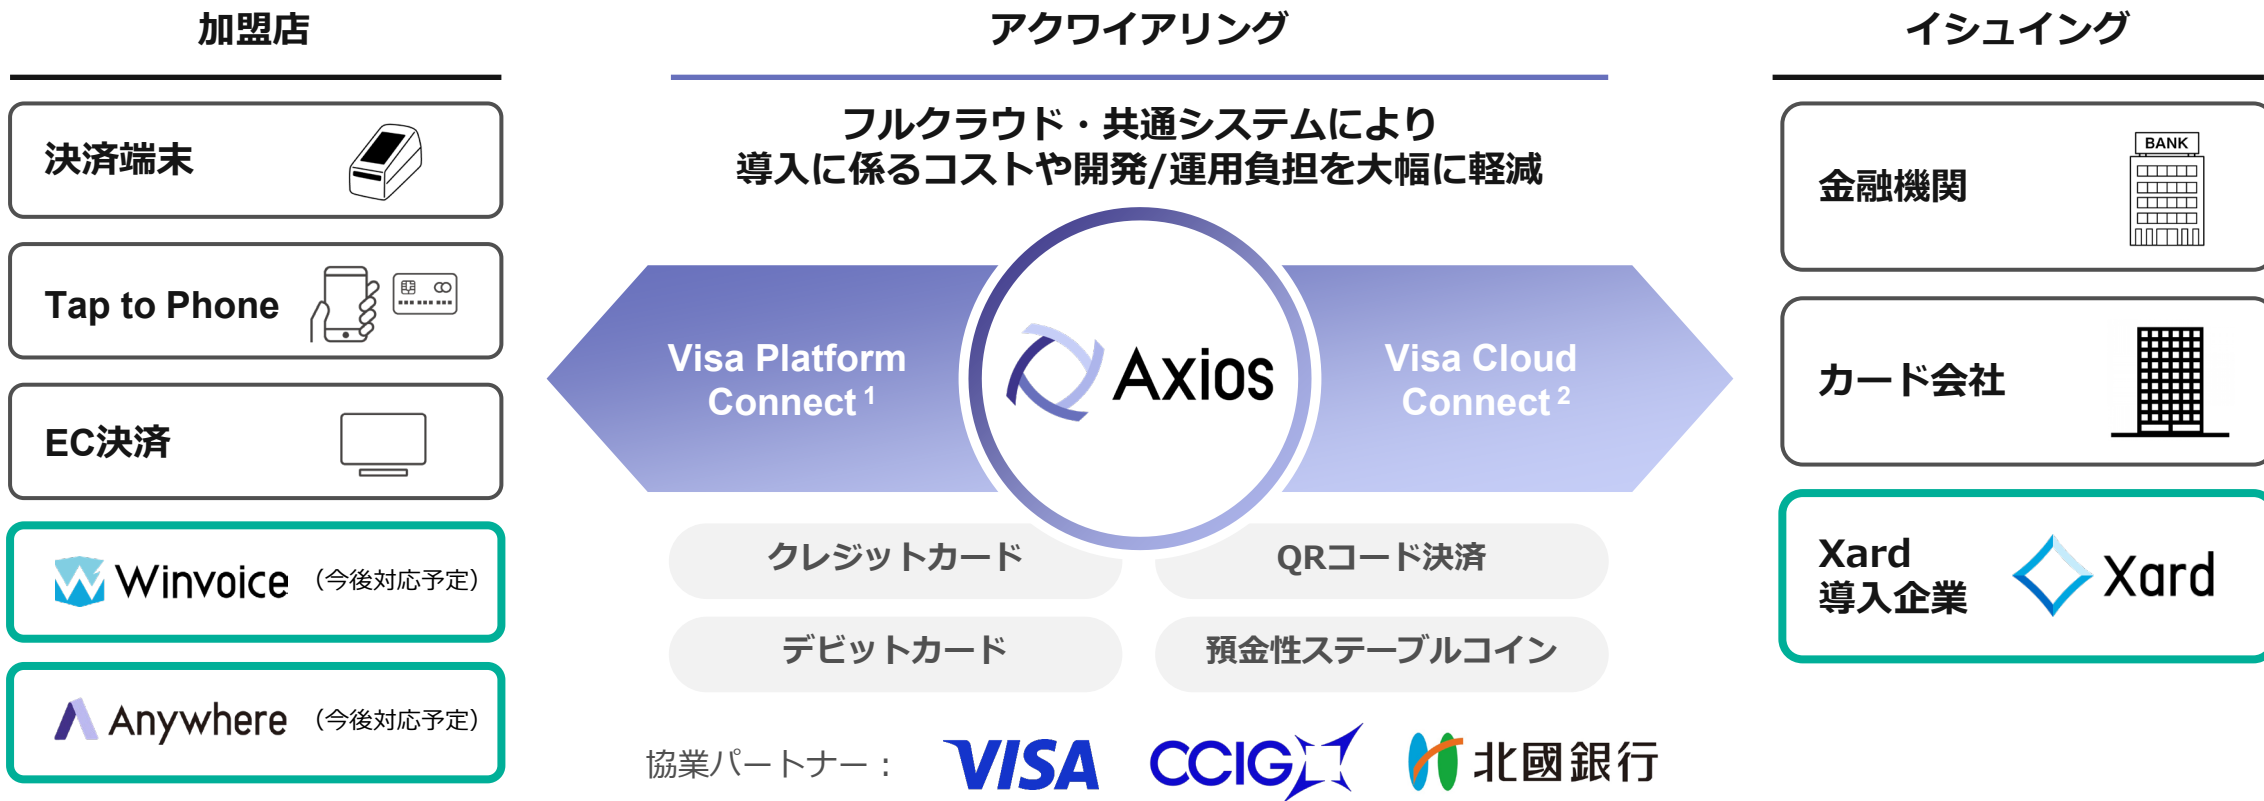 加盟店
決済端末
Tap to Phone
EC決済
Winvoice （今後対応予定）
Anywhere （今後対応予定）
アクワイアリング
フルクラウド・共通システムにより
導入に係るコストや開発/運用負担を大幅に軽減
Visa Platform
Connect 1
Axios
Visa Cloud
Connect 2
クレジットカード
QRコード決済
デビットカード
預金性ステーブルコイン
協業パートナー： VISA CCIG 北國銀行
イシュイング
金融機関
BANK
カード会社
Xard
導入企業
Xard